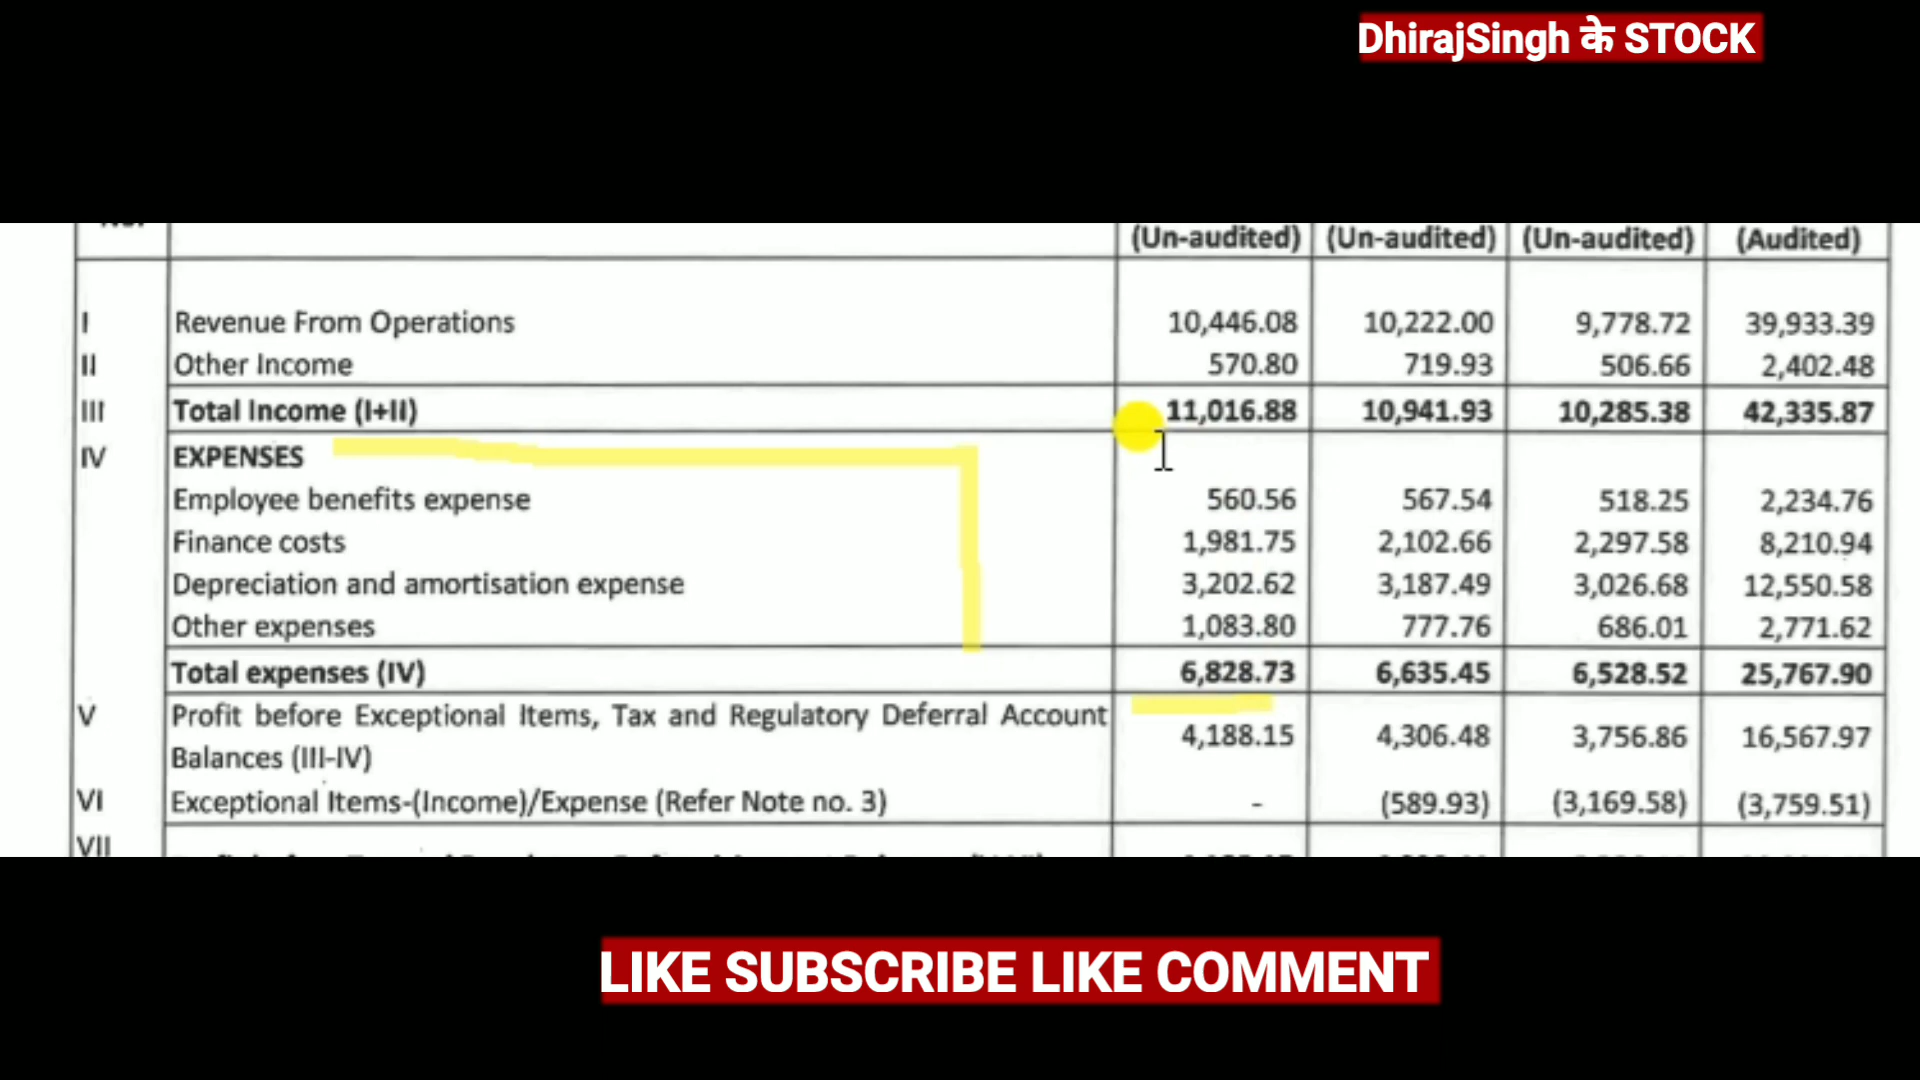 DhirajSingh के STOCK
(Un-audited) (Un-audited) (Un-audited) (Audited)
I Revenue From Operations 10,446.08 10,222.00 9,778.72 39,933.39
II Other Income 570.80 719.93 506.66 2,402.48
III Total Income (I+II) 11,016.88 10,941.93 10,285.38 42,335.87
IV EXPENSES
Employee benefits expense 560.56 567.54 518.25 2,234.76
Finance costs 1,981.75 2,102.66 2,297.58 8,210.94
Depreciation and amortisation expense 3,202.62 3,187.49 3,026.68 12,550.58
Other expenses 1,083.80 777.76 686.01 2,771.62
Total expenses (IV) 6,828.73 6,635.45 6,528.52 25,767.90
V Profit before Exceptional Items, Tax and Regulatory Deferral Account
Balances (III-IV) 4,188.15 4,306.48 3,756.86 16,567.97
VI Exceptional Items-(Income)/Expense (Refer Note no. 3) - (589.93) (3,169.58) (3,759.51)
VII
LIKE SUBSCRIBE LIKE COMMENT